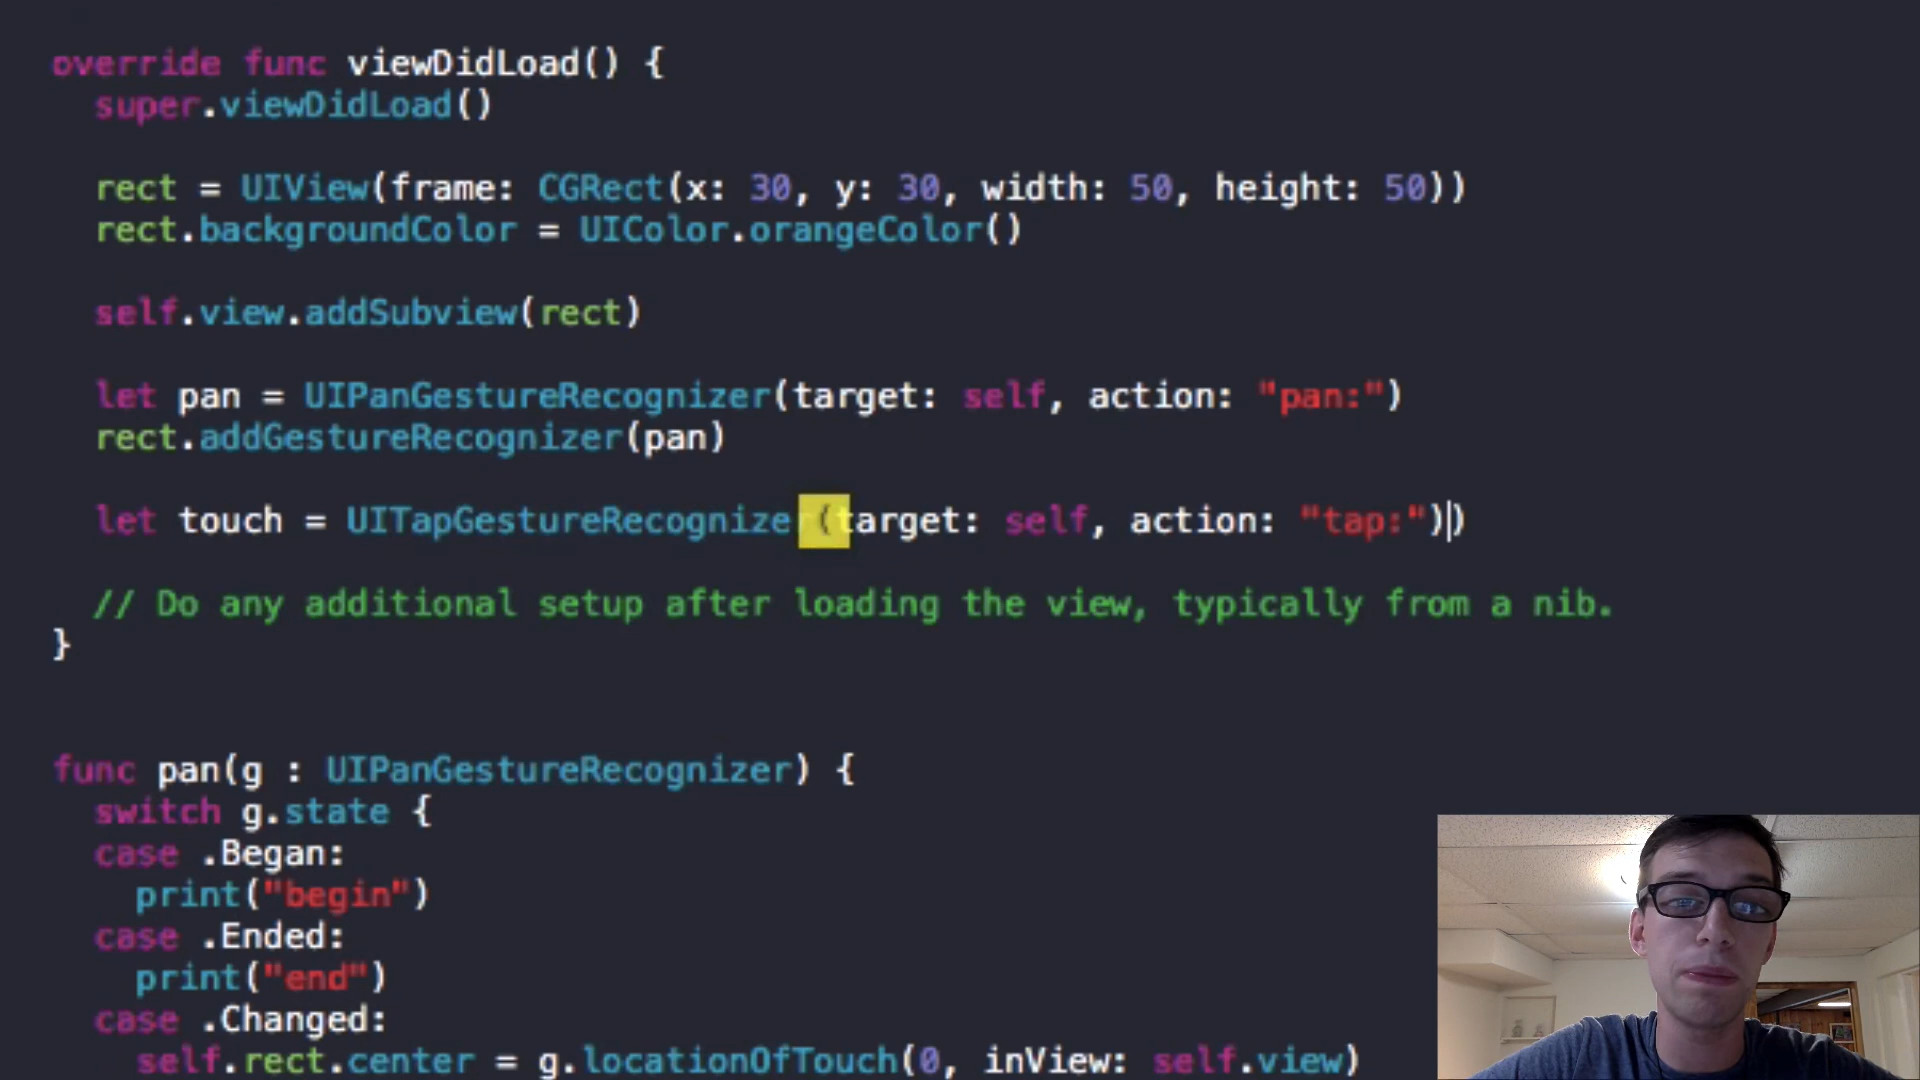 override func viewDidLoad() {
super.viewDidLoad()
rect = UIView(frame: CGRect(x: 30, y: 30, width: 50, height: 50))
rect.backgroundColor = UIColor.orangeColor()
self.view.addSubview(rect)
let pan = UIPanGestureRecognizer(target: self, action: "pan:")
rect.addGestureRecognizer(pan)
let touch = UITapGestureRecognizer(target: self, action: "tap:"))
// Do any additional setup after loading the view, typically from a nib.
}
func pan(g : UIPanGestureRecognizer) {
switch g.state {
case .Began:
print("begin")
case .Ended:
print("end")
case .Changed:
self.rect.center = g.locationOfTouch(0, inView: self.view)